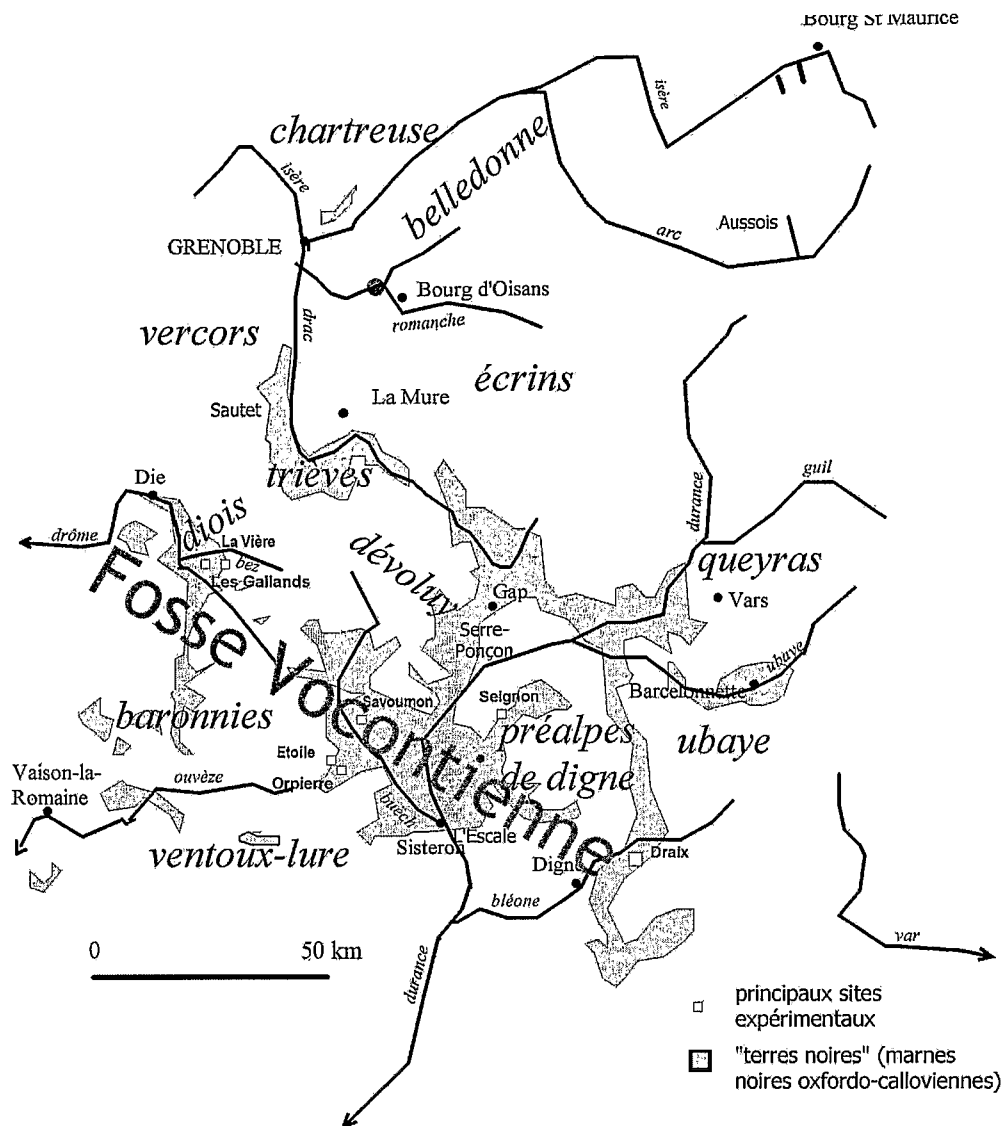 Bourg St Maurice
isère
chartreuse
belledonne
isère
GRENOBLE
arc
Aussois
Bourg d'Oisans
romanche
drac
vercors
écrins
La Mure
Sautet
trièves
Die
guil
durance
drôme
diois
La Vière
bez
Les Gallands
dévoluy
queyras
Vars
Gap
Serre-
Ponçon
Fosse Vocontienne
ubaye
Barcelonnette
baronnies
Savournon
Seignon
préalpes
de digne
ubaye
Etoile
Orpierre
Vaison-la-
Romaine
ouvèze
buëch
L'Escale
Sisteron
ventoux-lure
Digne
Draix
bléone
var
0 50 km
durance
principaux sites
expérimentaux
"terres noires" (marnes
noires oxfordo-calloviennes)